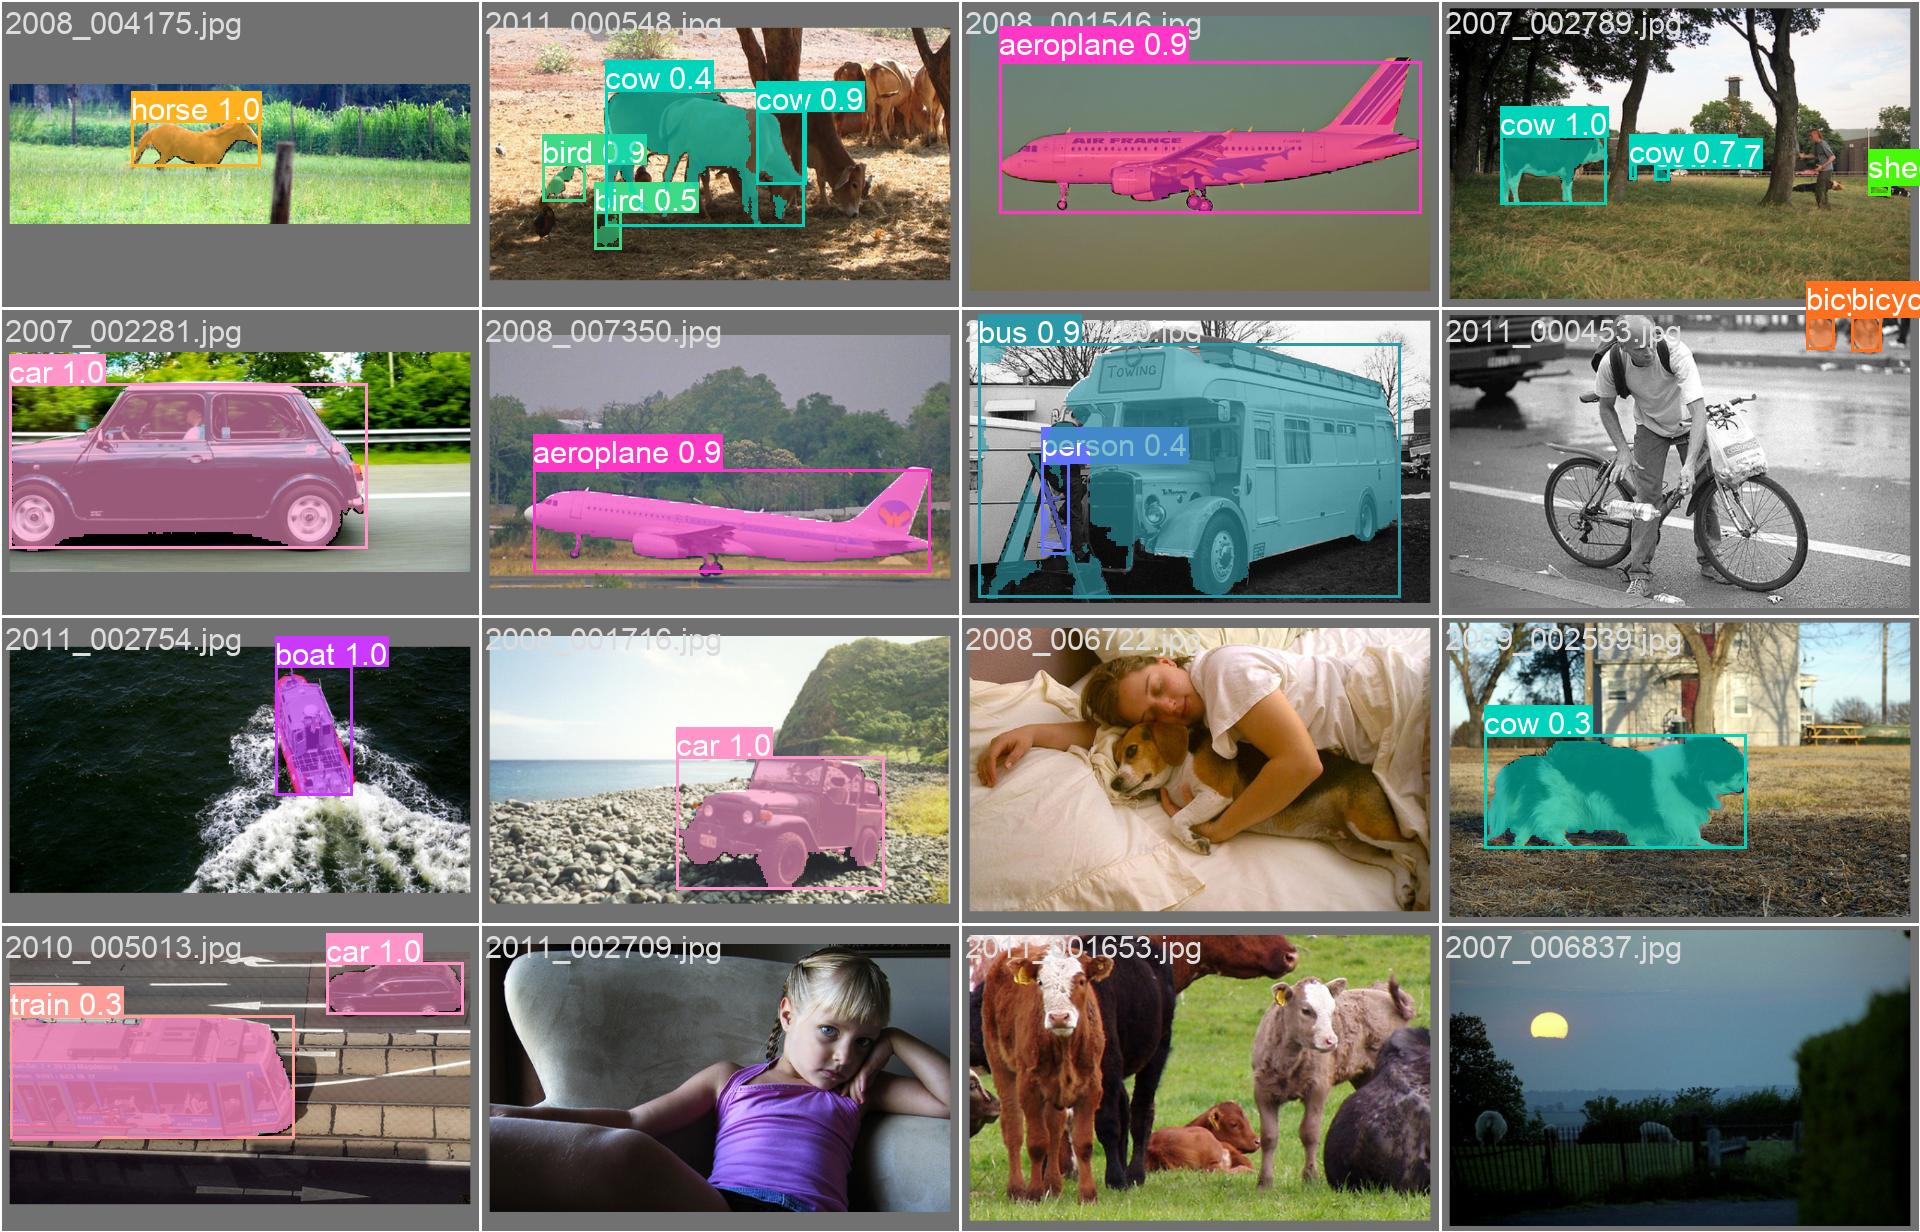 2008_004175.jpg
horse 1.0
2011_000548.jpg
cow 0.4
cow 0.9
bird 0.9
bird 0.5
2008_001546.jpg
aeroplane 0.9
AIR FRANCE
2007_002789.jpg
cow 1.0
cow 0.7
.7
she
2007_002281.jpg
car 1.0
2008_007350.jpg
aeroplane 0.9
bus 0.9
.jpg
TOWING
person 0.4
2011_000453.jpg
bicy
bicyc
2011_002754.jpg
boat 1.0
2008_001716.jpg
car 1.0
2008_006722.jpg
2009_002539.jpg
cow 0.3
2010_005013.jpg
car 1.0
train 0.3
2011_002709.jpg
2011_001653.jpg
2007_006837.jpg